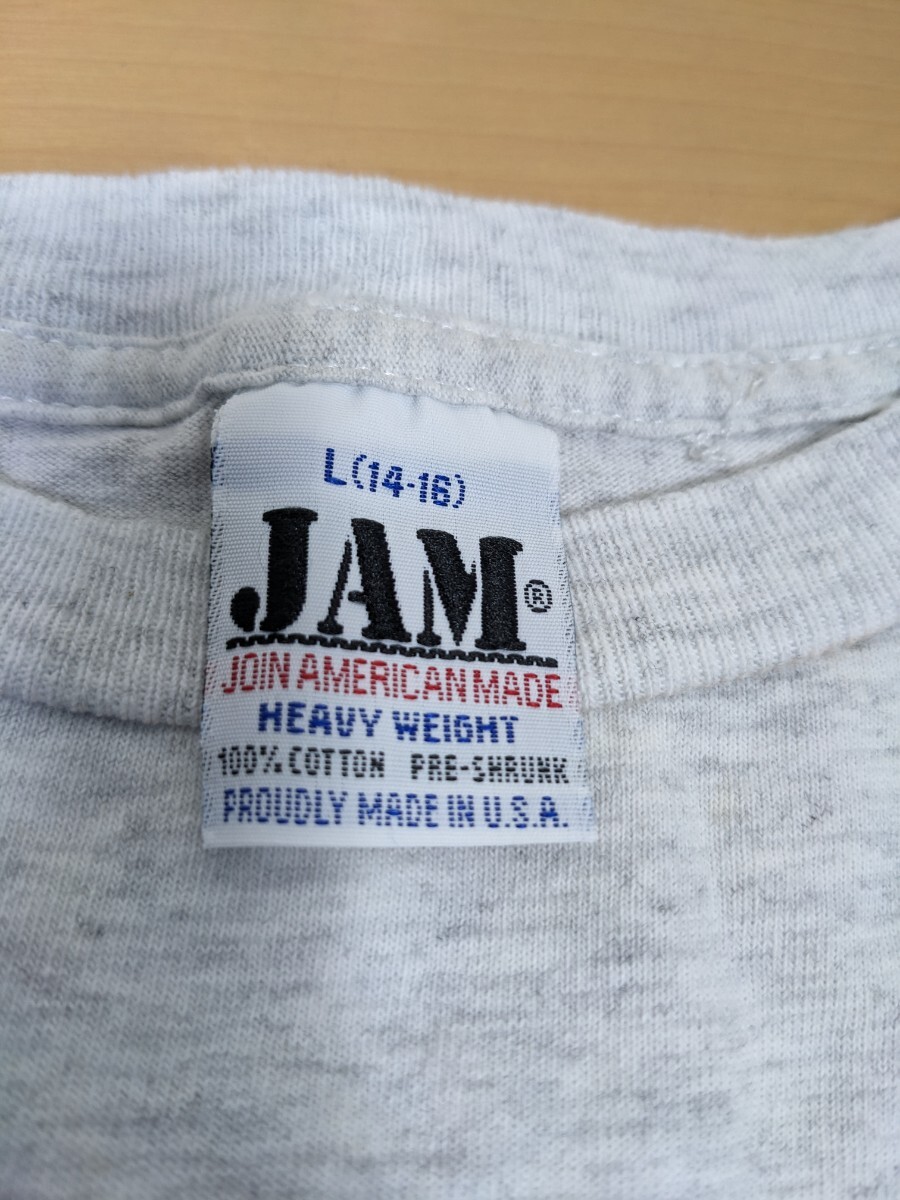 L(14-16)
JAM®
JOIN AMERICAN MADE
HEAVY WEIGHT
100% COTTON PRE-SHRUNK
PROUDLY MADE IN U.S.A.